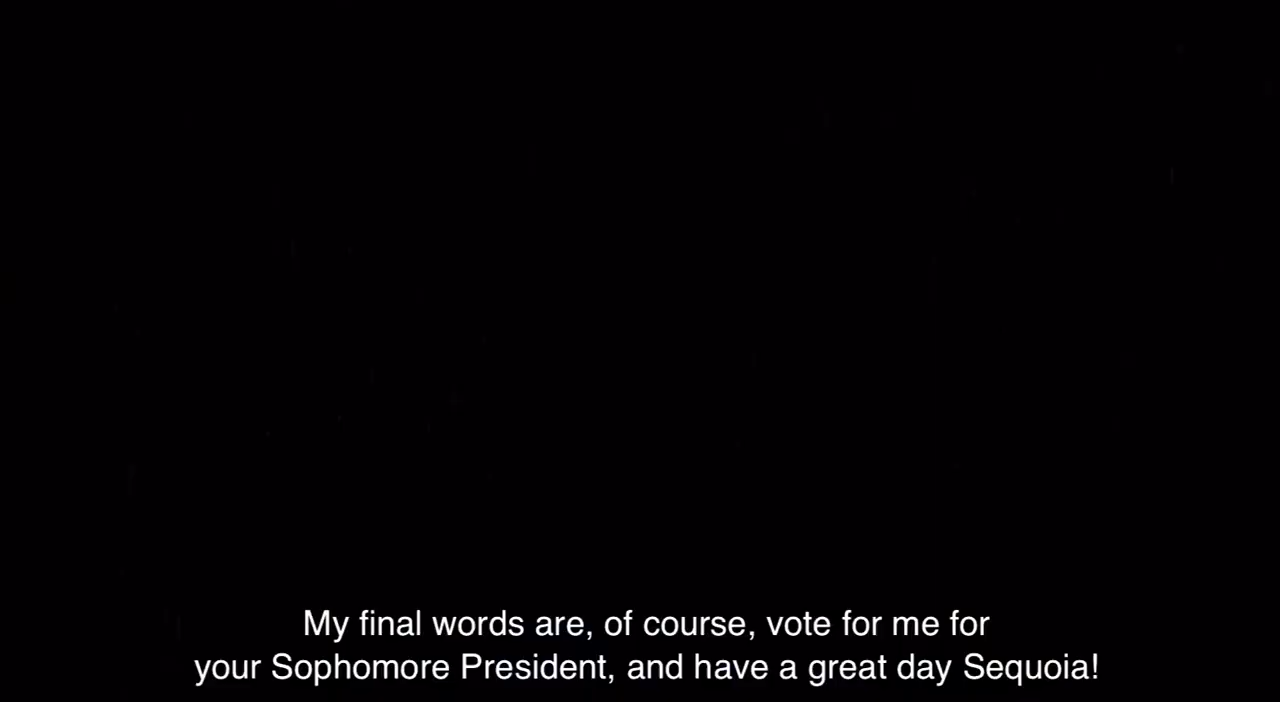 My final words are, of course, vote for me for
your Sophomore President, and have a great day Sequoia!